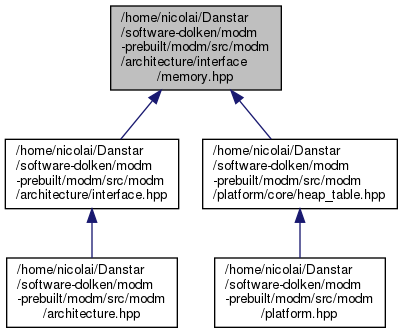 /home/nicolai/Danstar
/software-dolken/modm
-prebuilt/modm/src/modm
/architecture/interface
/memory.hpp
/home/nicolai/Danstar
/software-dolken/modm
-prebuilt/modm/src/modm
/architecture/interface.hpp
/home/nicolai/Danstar
/software-dolken/modm
-prebuilt/modm/src/modm
/platform/core/heap_table.hpp
/home/nicolai/Danstar
/software-dolken/modm
-prebuilt/modm/src/modm
/architecture.hpp
/home/nicolai/Danstar
/software-dolken/modm
-prebuilt/modm/src/modm
/platform.hpp